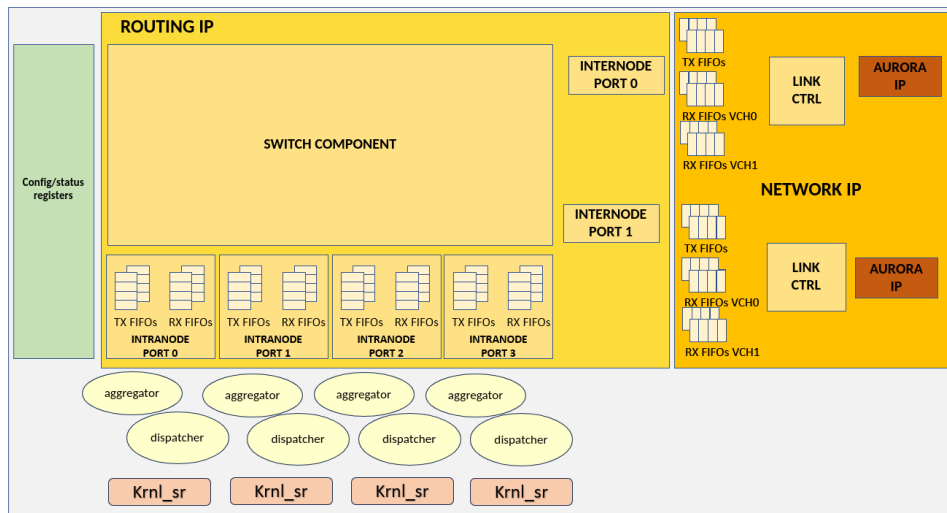 ROUTING IP
Config/status
registers
SWITCH COMPONENT
INTERNODE
PORT 0
INTERNODE
PORT 1
TX FIFOs
RX FIFOs
INTRANODE
PORT 0
TX FIFOs
RX FIFOs
INTRANODE
PORT 1
TX FIFOs
RX FIFOs
INTRANODE
PORT 2
TX FIFOs
RX FIFOs
INTRANODE
PORT 3
TX FIFOs
RX FIFOs VCH0
RX FIFOs VCH1
LINK
CTRL
AURORA
IP
NETWORK IP
TX FIFOs
RX FIFOs VCH0
RX FIFOs VCH1
LINK
CTRL
AURORA
IP
aggregator
aggregator
aggregator
aggregator
dispatcher
dispatcher
dispatcher
dispatcher
Krnl_sr
Krnl_sr
Krnl_sr
Krnl_sr